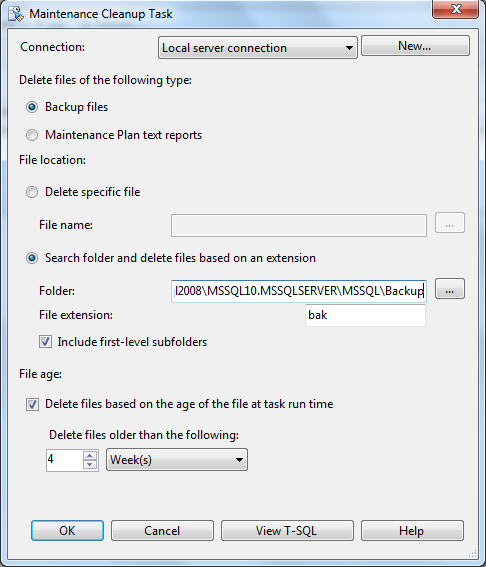 Maintenance Cleanup Task
Connection: Local server connection New...
Delete files of the following type:
Backup files
Maintenance Plan text reports
File location:
Delete specific file
File name: ...
Search folder and delete files based on an extension
Folder: l2008\MSSQL10.MSSQLSERVER\MSSQL\Backup ...
File extension: bak
Include first-level subfolders
File age:
Delete files based on the age of the file at task run time
Delete files older than the following:
4 Week(s)
OK Cancel View T-SQL Help